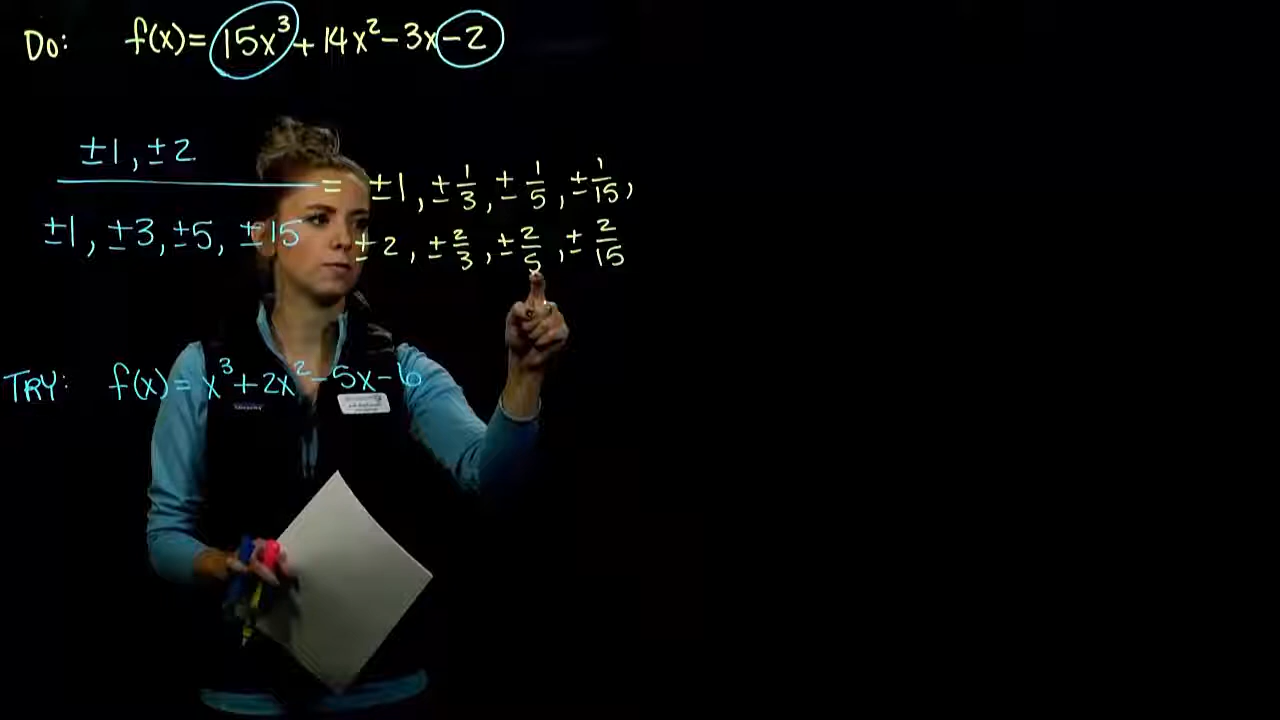 Do: f(x) = 15x³ + 14x² - 3x - 2
±1, ±2
±1, ±3, ±5, ±15
= ±1, ±1/3, ±1/5, ±1/15,
±2, ±2/3, ±2/5, ±2/15
TRY: f(x) = x³ + 2x² - 5x - 6